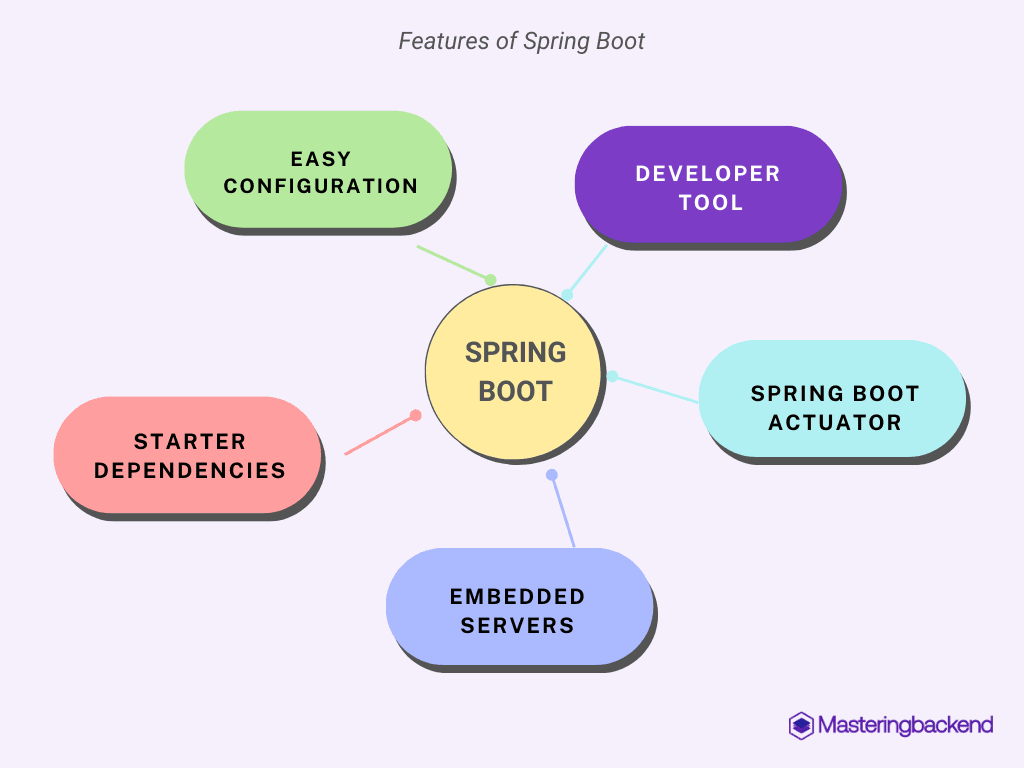 Features of Spring Boot
EASY
CONFIGURATION
DEVELOPER
TOOL
SPRING
BOOT
SPRING BOOT
ACTUATOR
STARTER
DEPENDENCIES
EMBEDDED
SERVERS
Masteringbackend